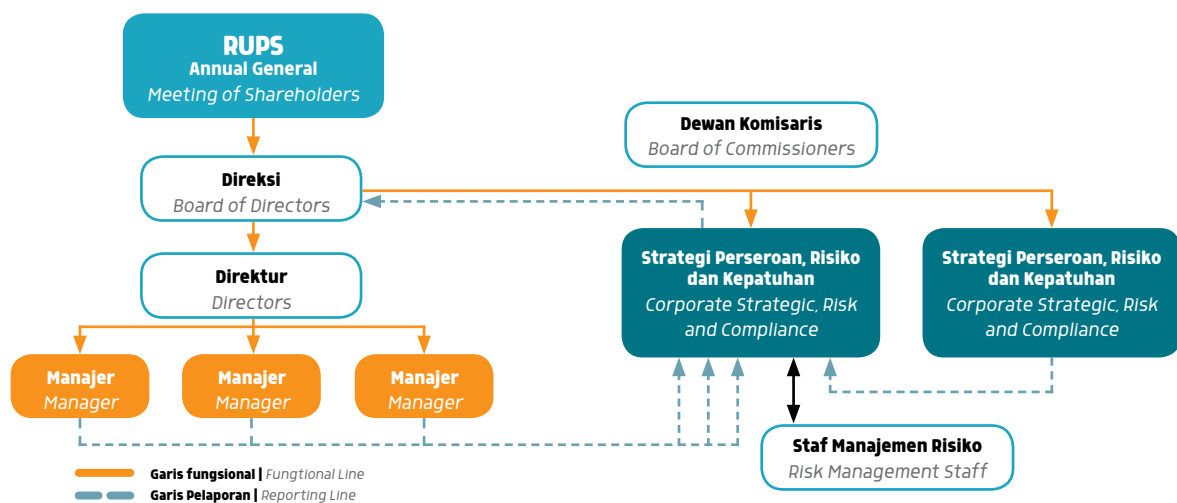 RUPS
Annual General
Meeting of Shareholders
Dewan Komisaris
Board of Commissioners
Direksi
Board of Directors
Direktur
Directors
Strategi Perseroan, Risiko
dan Kepatuhan
Corporate Strategic, Risk
and Compliance
Strategi Perseroan, Risiko
dan Kepatuhan
Corporate Strategic, Risk
and Compliance
Manajer
Manager
Manajer
Manager
Manajer
Manager
Staf Manajemen Risiko
Risk Management Staff
Garis fungsional | Fungtional Line
Garis Pelaporan | Reporting Line